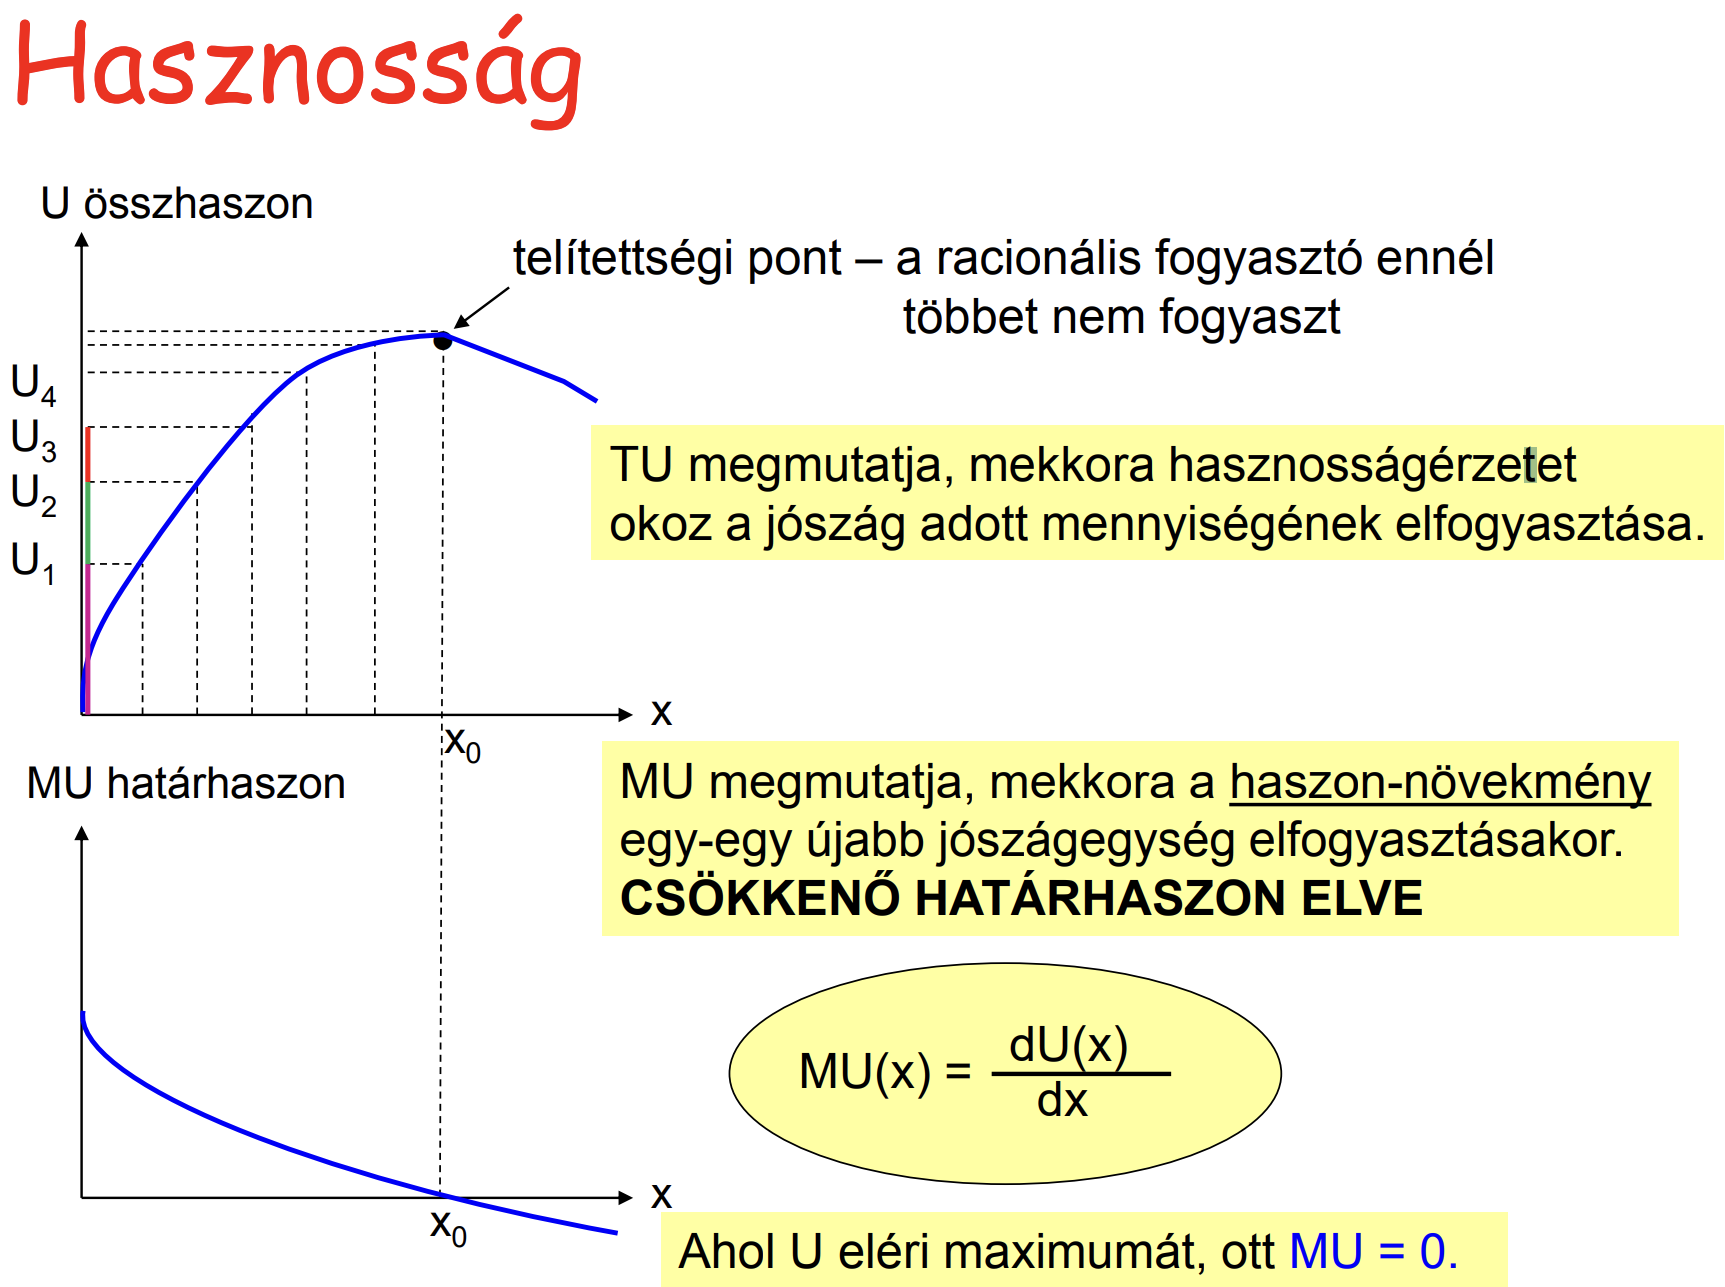 Hasznosság
U összhaszon
telítettségi pont – a racionális fogyasztó ennél
többet nem fogyaszt
U₄
U₃
U₂
U₁
TU megmutatja, mekkora hasznosságérzetet
okoz a jószág adott mennyiségének elfogyasztása.
x
x₀
MU határhaszon
MU megmutatja, mekkora a haszon-növekmény
egy-egy újabb jószágegység elfogyasztásakor.
CSÖKKENŐ HATÁRHASZON ELVE
MU(x) = dU(x)
dx
x
x₀
Ahol U eléri maximumát, ott MU = 0.